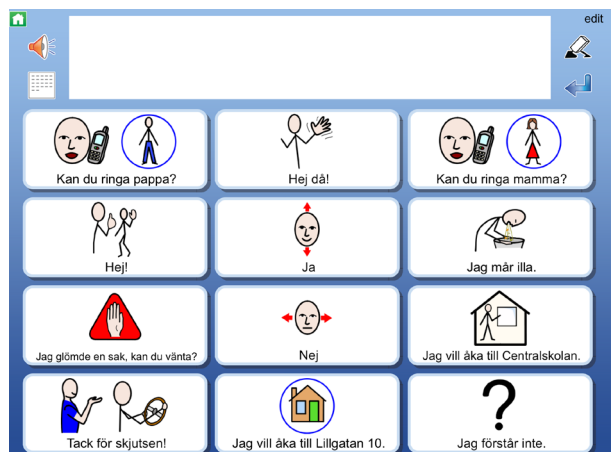 edit
Kan du ringa pappa?
Hej då!
Kan du ringa mamma?
Hej!
Ja
Jag mår illa.
Jag glömde en sak, kan du vänta?
Nej
Jag vill åka till Centralskolan.
Tack för skjutsen!
Jag vill åka till Lillgatan 10.
?
Jag förstår inte.